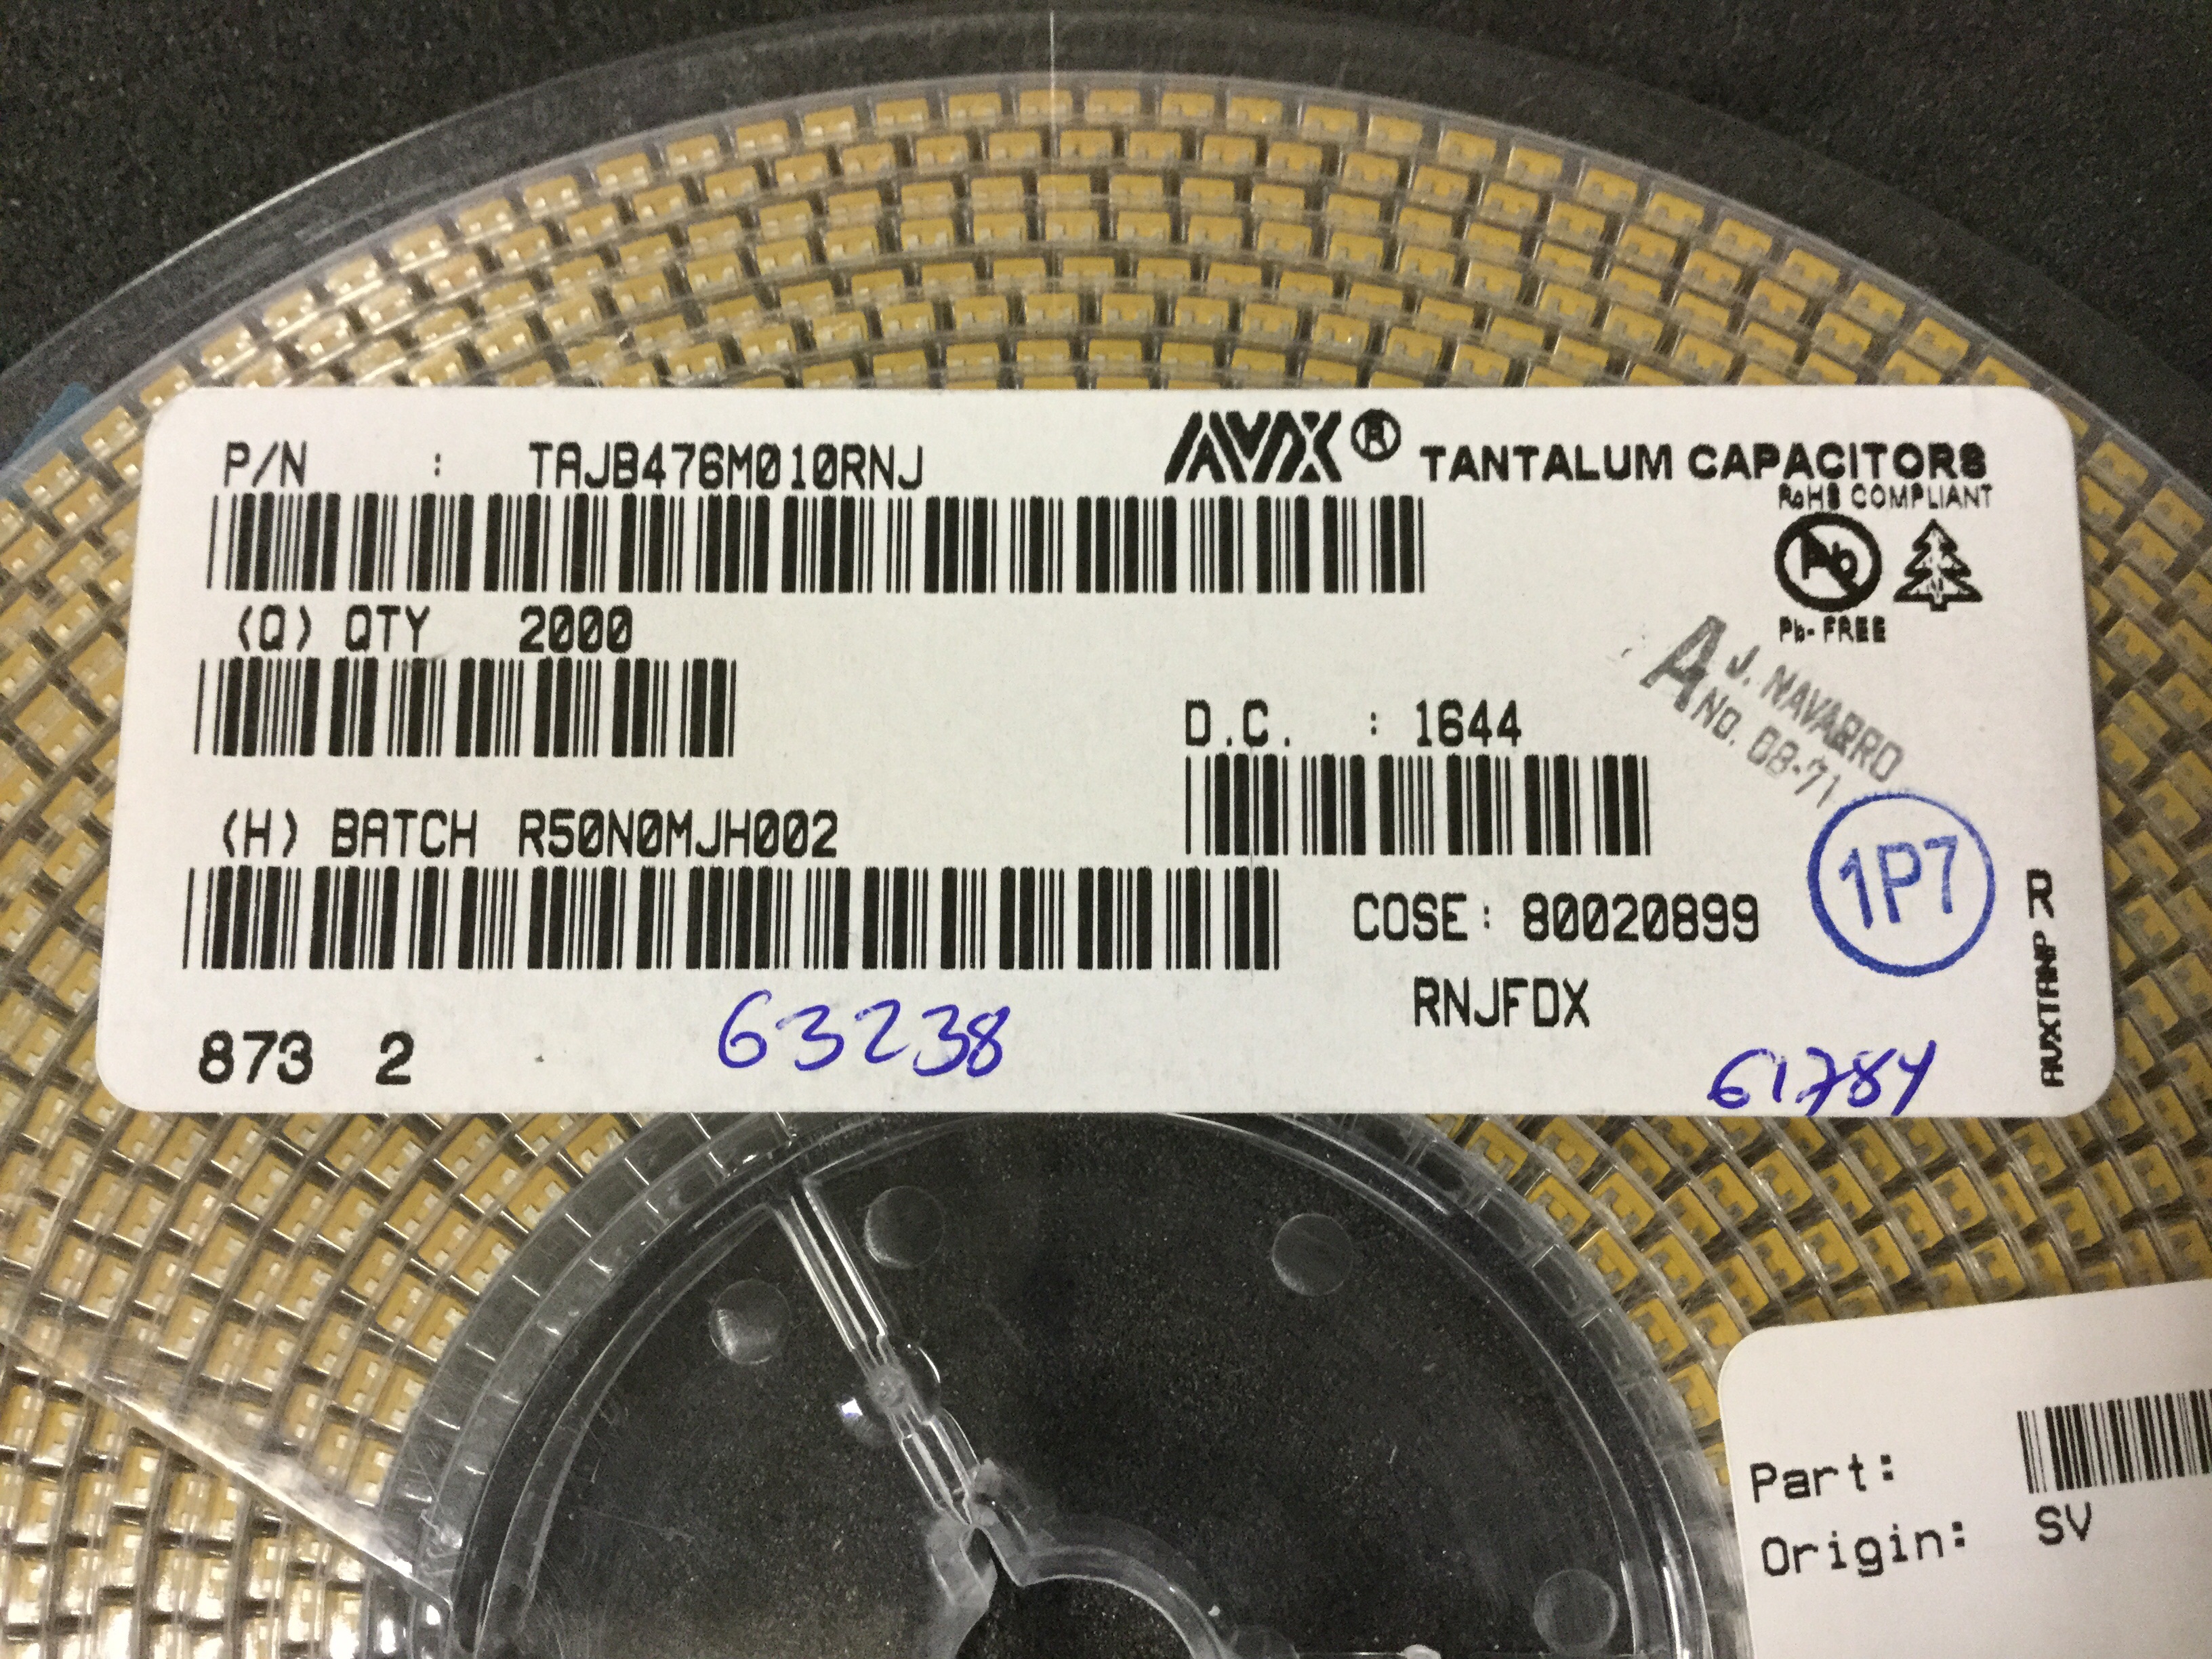 P/N : TAJB476M010RNJ
AVX® TANTALUM CAPACITORS
RoHS COMPLIANT
Pb
Pb-FREE
(Q) QTY 2000
A J. NAVARRO
No. 08-71
D.C. : 1644
(H) BATCH R50N0MJH002
1P7
COSE: 80020899
RNJFDX
873 2
63238
61784
AVXTANP R
Part:
Origin: SV